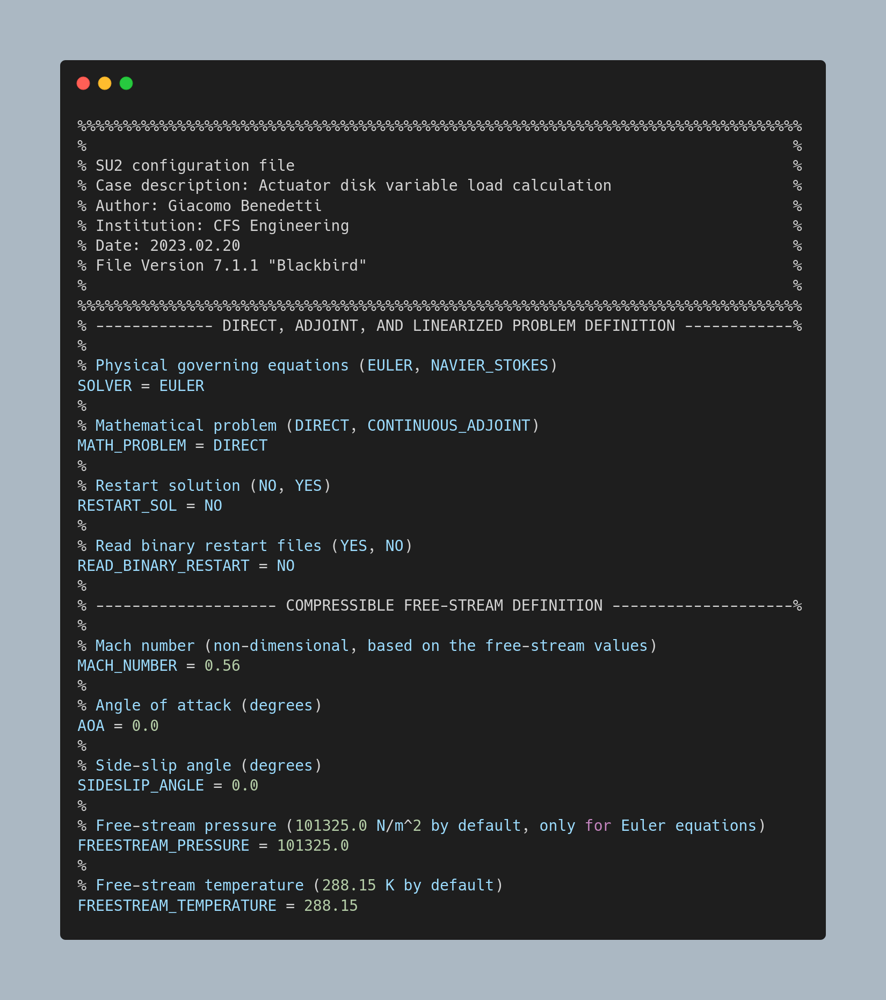 %%%%%%%%%%%%%%%%%%%%%%%%%%%%%%%%%%%%%%%%%%%%%%%%%%%%%%%%%%%%%%%%%%%%%%%%%%%%%%%%%%
%                                                                              %
% SU2 configuration file                                                       %
% Case description: Actuator disk variable load calculation                    %
% Author: Giacomo Benedetti                                                    %
% Institution: CFS Engineering                                                 %
% Date: 2023.02.20                                                             %
% File Version 7.1.1 "Blackbird"                                               %
%                                                                              %
%%%%%%%%%%%%%%%%%%%%%%%%%%%%%%%%%%%%%%%%%%%%%%%%%%%%%%%%%%%%%%%%%%%%%%%%%%%%%%%%%%
% ------------- DIRECT, ADJOINT, AND LINEARIZED PROBLEM DEFINITION ------------%
%
% Physical governing equations (EULER, NAVIER_STOKES)
SOLVER = EULER
%
% Mathematical problem (DIRECT, CONTINUOUS_ADJOINT)
MATH_PROBLEM = DIRECT
%
% Restart solution (NO, YES)
RESTART_SOL = NO
%
% Read binary restart files (YES, NO)
READ_BINARY_RESTART = NO
%
% -------------------- COMPRESSIBLE FREE-STREAM DEFINITION --------------------%
%
% Mach number (non-dimensional, based on the free-stream values)
MACH_NUMBER = 0.56
%
% Angle of attack (degrees)
AOA = 0.0
%
% Side-slip angle (degrees)
SIDESLIP_ANGLE = 0.0
%
% Free-stream pressure (101325.0 N/m^2 by default, only for Euler equations)
FREESTREAM_PRESSURE = 101325.0
%
% Free-stream temperature (288.15 K by default)
FREESTREAM_TEMPERATURE = 288.15